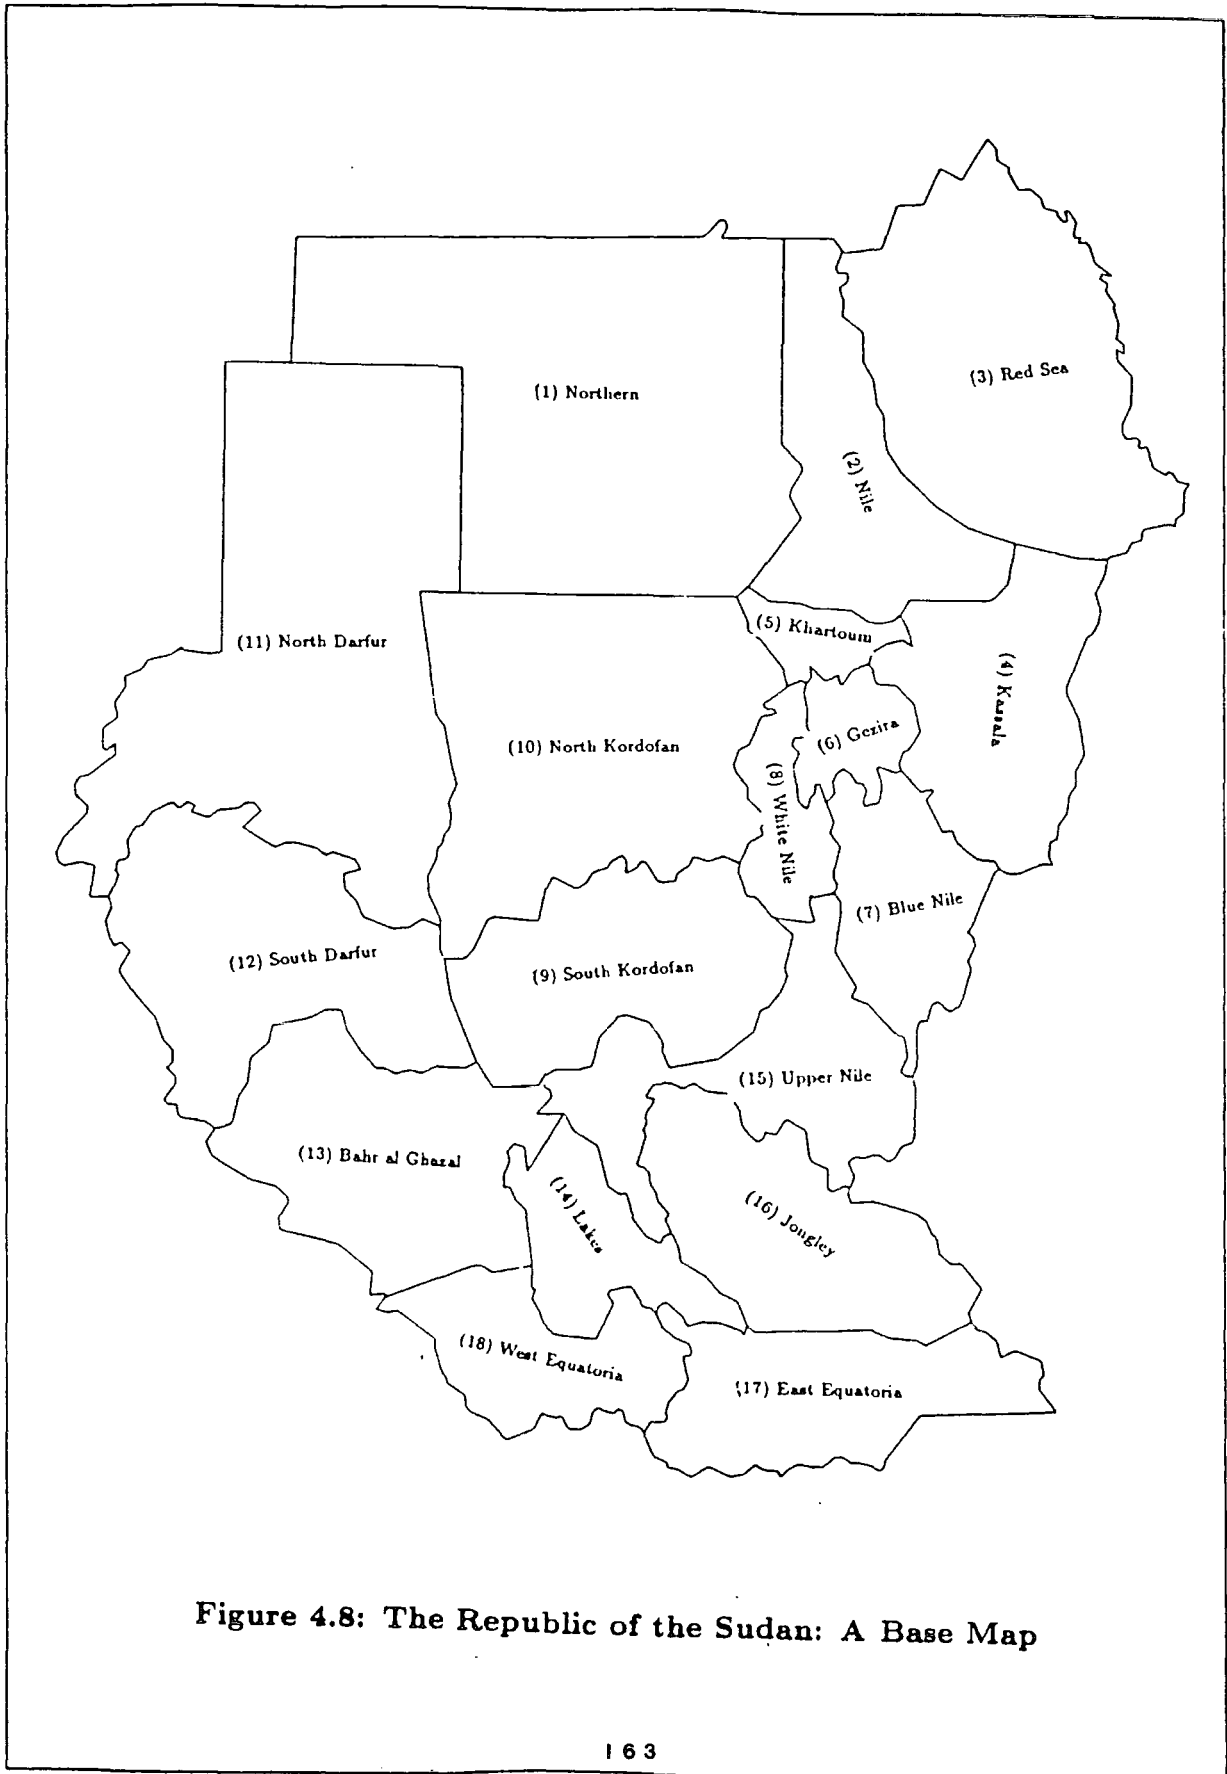 (1) Northern
(3) Red Sea
(2) Nile
(5) Khartoum
(11) North Darfur
(4) Kassala
(10) North Kordofan
(6) Gezira
(8) White Nile
(7) Blue Nile
(12) South Darfur
(9) South Kordofan
(15) Upper Nile
(13) Bahr al Ghazal
(14) Lakes
(16) Jongley
(18) West Equatoria
(17) East Equatoria
Figure 4.8: The Republic of the Sudan: A Base Map
163